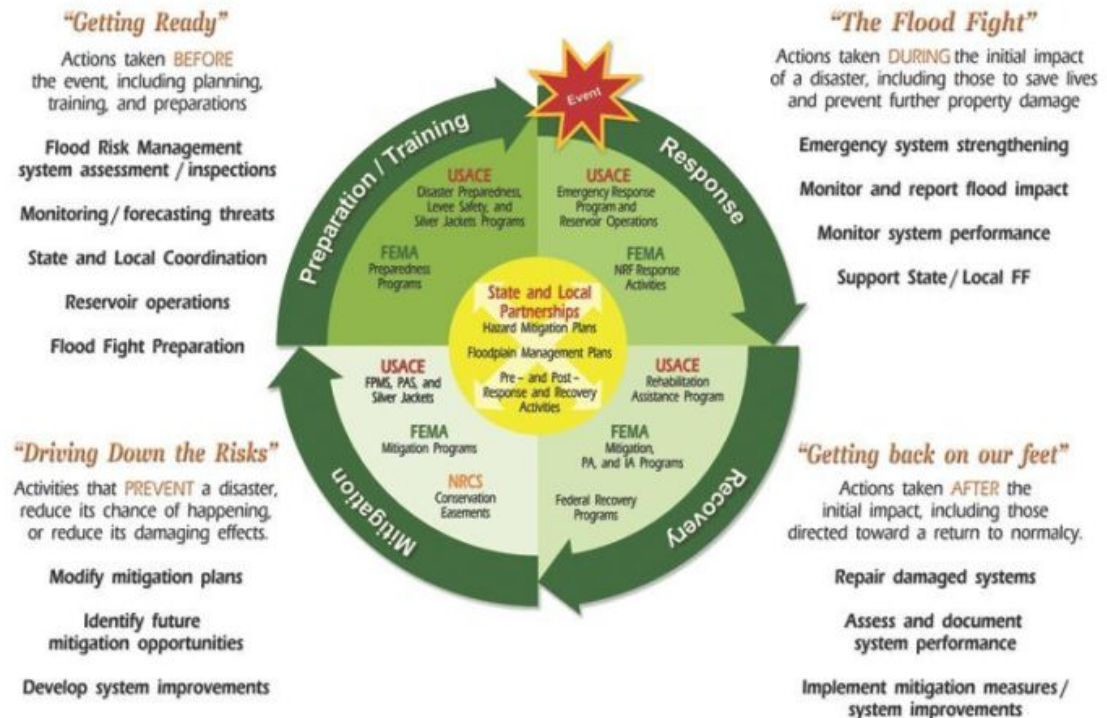 “Getting Ready”
Actions taken BEFORE
the event, including planning,
training, and preparations
Flood Risk Management
system assessment / inspections
Monitoring / forecasting threats
State and Local Coordination
Reservoir operations
Flood Fight Preparation
“The Flood Fight”
Actions taken DURING the initial impact
of a disaster, including those to save lives
and prevent further property damage
Emergency system strengthening
Monitor and report flood impact
Monitor system performance
Support State / Local FF
Event
Preparation / Training
USACE
Disaster Preparedness,
Levee Safety, and
Silver Jackets Programs
FEMA
Preparedness
Programs
Response
USACE
Emergency Response
Program and
Reservoir Operations
FEMA
NRF Response
Activities
State and Local
Partnerships
Hazard Mitigation Plans
Floodplain Management Plans
Pre – and Post –
Response and Recovery
Activities
USACE
FPMS, PAS, and
Silver Jackets
FEMA
Mitigation Programs
NRCS
Conservation
Easements
Mitigation
USACE
Rehabilitation
Assistance Program
FEMA
Mitigation,
PA, and IA Programs
Federal Recovery
Programs
Recovery
“Driving Down the Risks”
Activities that PREVENT a disaster,
reduce its chance of happening,
or reduce its damaging effects.
Modify mitigation plans
Identify future
mitigation opportunities
Develop system improvements
“Getting back on our feet”
Actions taken AFTER the
initial impact, including those
directed toward a return to normalcy.
Repair damaged systems
Assess and document
system performance
Implement mitigation measures /
system improvements